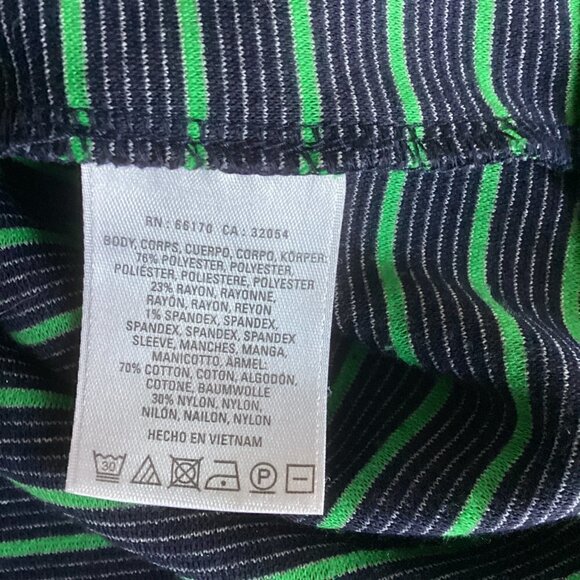 RN : 66170 CA : 32054
BODY, CORPS, CUERPO, CORPO, KÖRPER:
76% POLYESTER, POLYESTER,
POLIÉSTER, POLIESTERE, POLYESTER
23% RAYON, RAYONNE,
RAYÓN, RAYON, REYON
1% SPANDEX, SPANDEX,
SPANDEX, SPANDEX, SPANDEX
SLEEVE, MANCHES, MANGA,
MANICOTTO, ÄRMEL:
70% COTTON, COTON, ALGODÓN,
COTONE, BAUMWOLLE
30% NYLON, NYLON,
NILÓN, NAILON, NYLON
HECHO EN VIETNAM
30 P